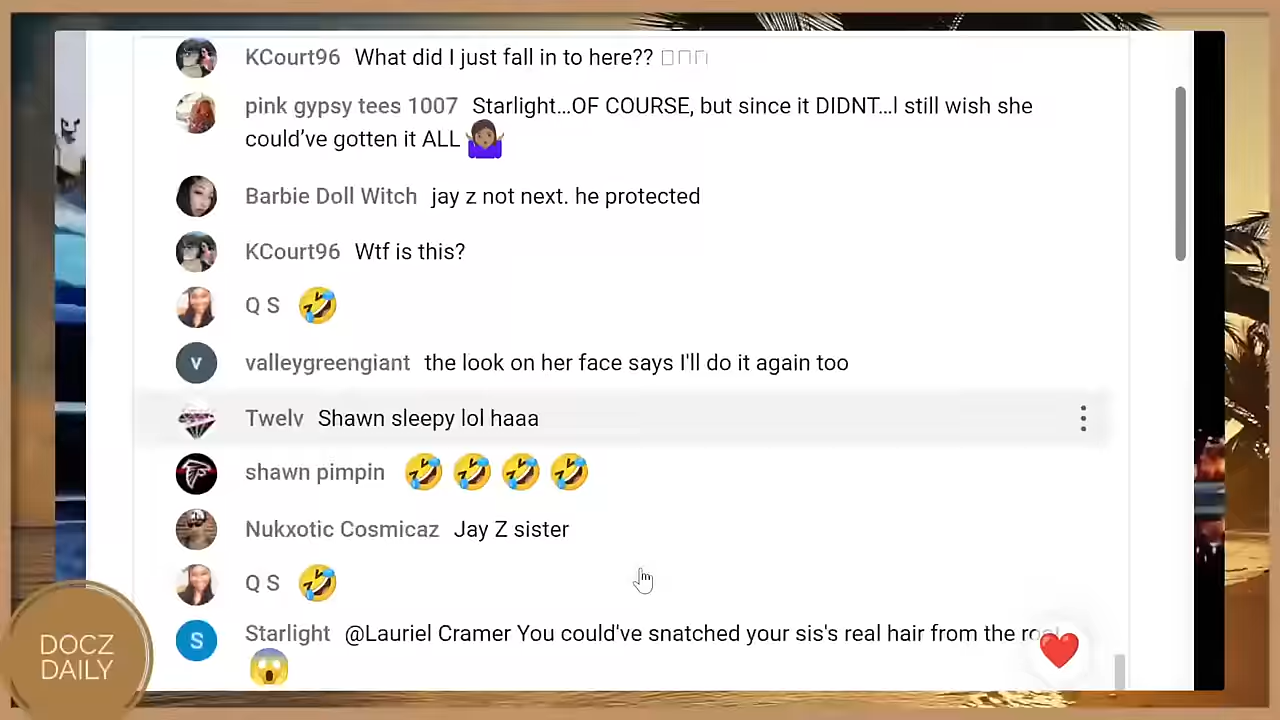 KCourt96 What did I just fall in to here??
pink gypsy tees 1007 Starlight...OF COURSE, but since it DIDNT...I still wish she
could've gotten it ALL
Barbie Doll Witch jay z not next. he protected
KCourt96 Wtf is this?
Q S
V valleygreengiant the look on her face says I'll do it again too
Twelv Shawn sleepy lol haaa
shawn pimpin
Nukxotic Cosmicaz Jay Z sister
Q S
S Starlight @Lauriel Cramer You could've snatched your sis's real hair from the
DOCZ
DAILY